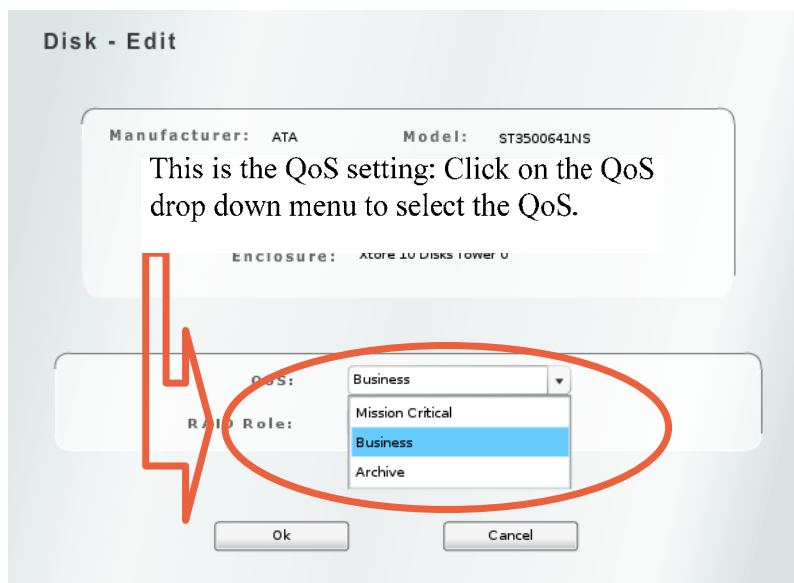 Disk - Edit
Manufacturer: ATA Model: ST3500641NS
This is the QoS setting: Click on the QoS
drop down menu to select the QoS.
Enclosure: Xtore 10 Disks Tower 0
QoS: Business
Mission Critical
RAID Role:
Business
Archive
Ok Cancel